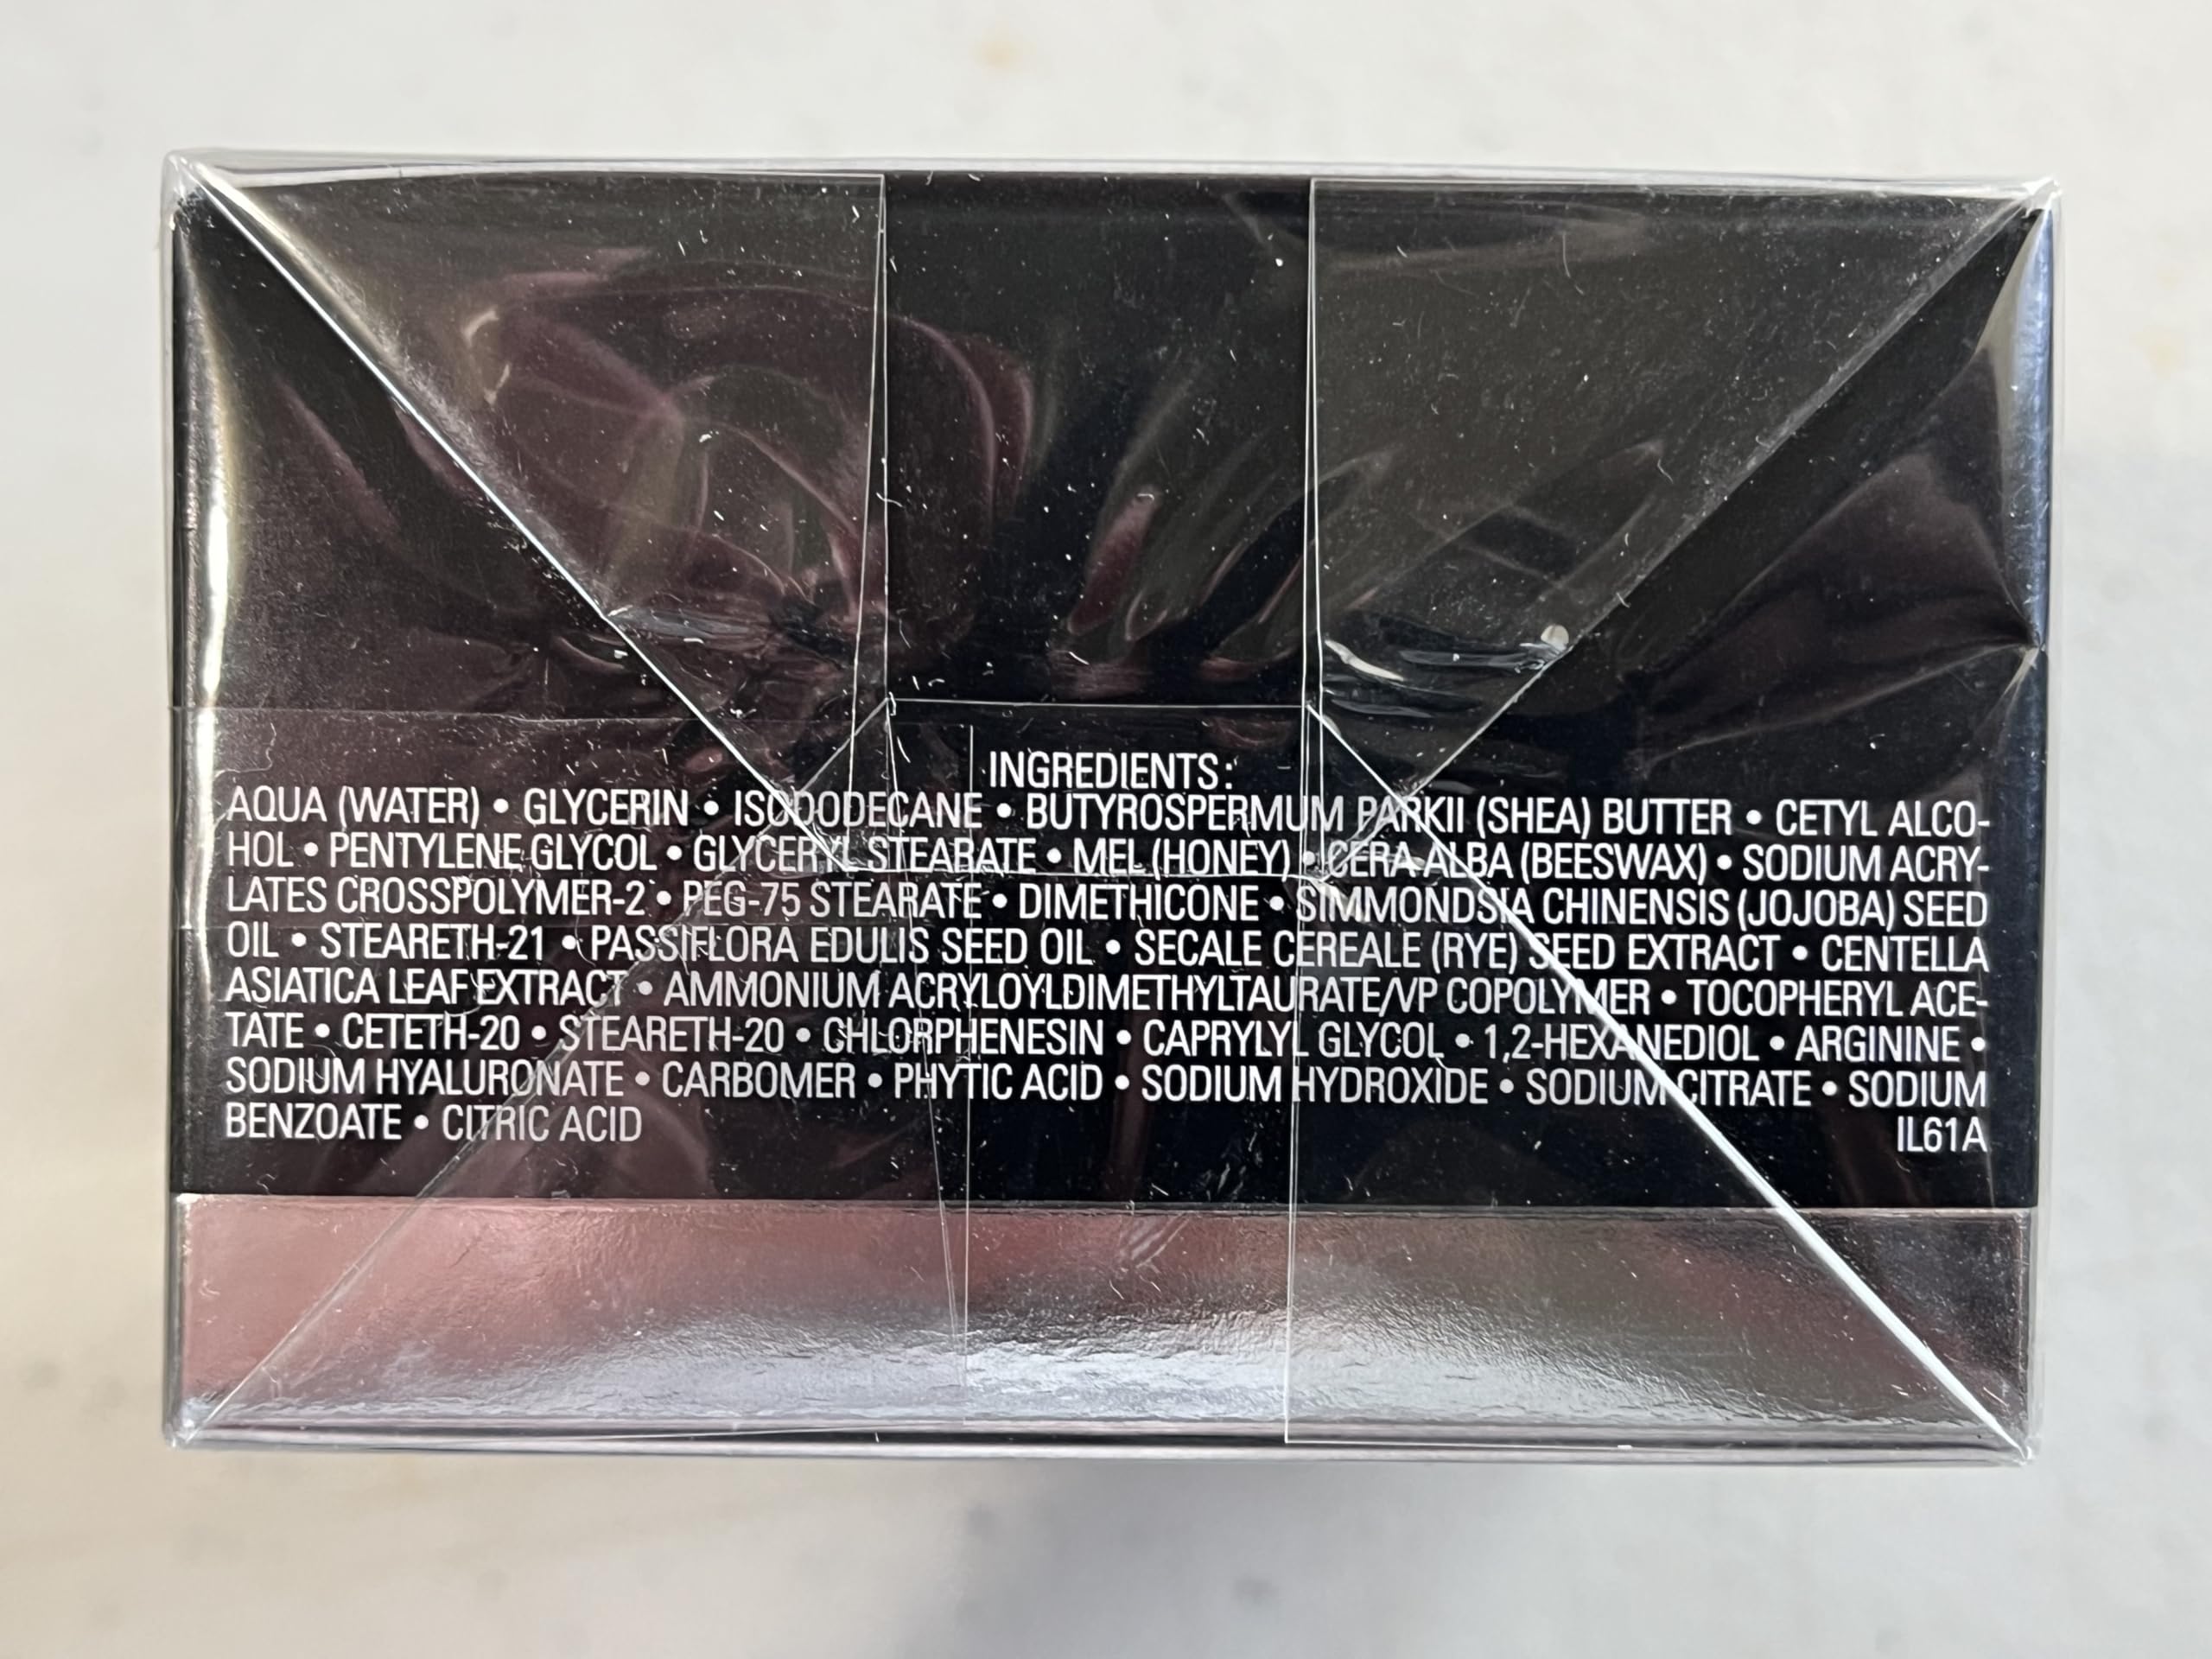 INGREDIENTS:
AQUA (WATER) • GLYCERIN • ISODODECANE • BUTYROSPERMUM PARKII (SHEA) BUTTER • CETYL ALCO-
HOL • PENTYLENE GLYCOL • GLYCERYL STEARATE • MEL (HONEY) • CERA ALBA (BEESWAX) • SODIUM ACRY-
LATES CROSSPOLYMER-2 • PEG-75 STEARATE • DIMETHICONE • SIMMONDSIA CHINENSIS (JOJOBA) SEED
OIL • STEARETH-21 • PASSIFLORA EDULIS SEED OIL • SECALE CEREALE (RYE) SEED EXTRACT • CENTELLA
ASIATICA LEAF EXTRACT • AMMONIUM ACRYLOYLDIMETHYLTAURATE/VP COPOLYMER • TOCOPHERYL ACE-
TATE • CETETH-20 • STEARETH-20 • CHLORPHENESIN • CAPRYLYL GLYCOL • 1,2-HEXANEDIOL • ARGININE •
SODIUM HYALURONATE • CARBOMER • PHYTIC ACID • SODIUM HYDROXIDE • SODIUM CITRATE • SODIUM
BENZOATE • CITRIC ACID IL61A